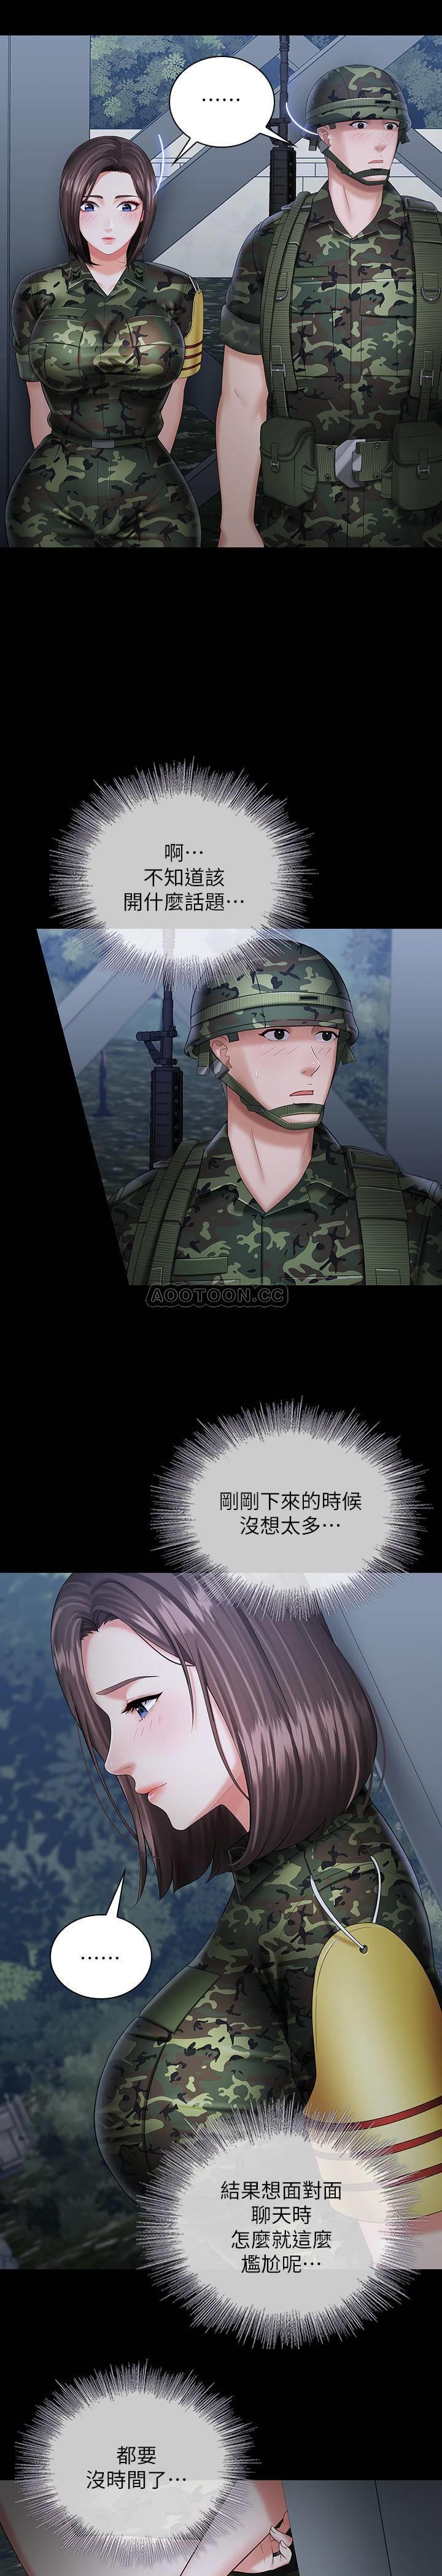 ……
啊…
不知道該
開什麼話題…
AOOTOON.CC
剛剛下來的時候
沒想太多…
……
結果想面對面
聊天時
怎麼就這麼
尷尬呢…
都要
沒時間了…